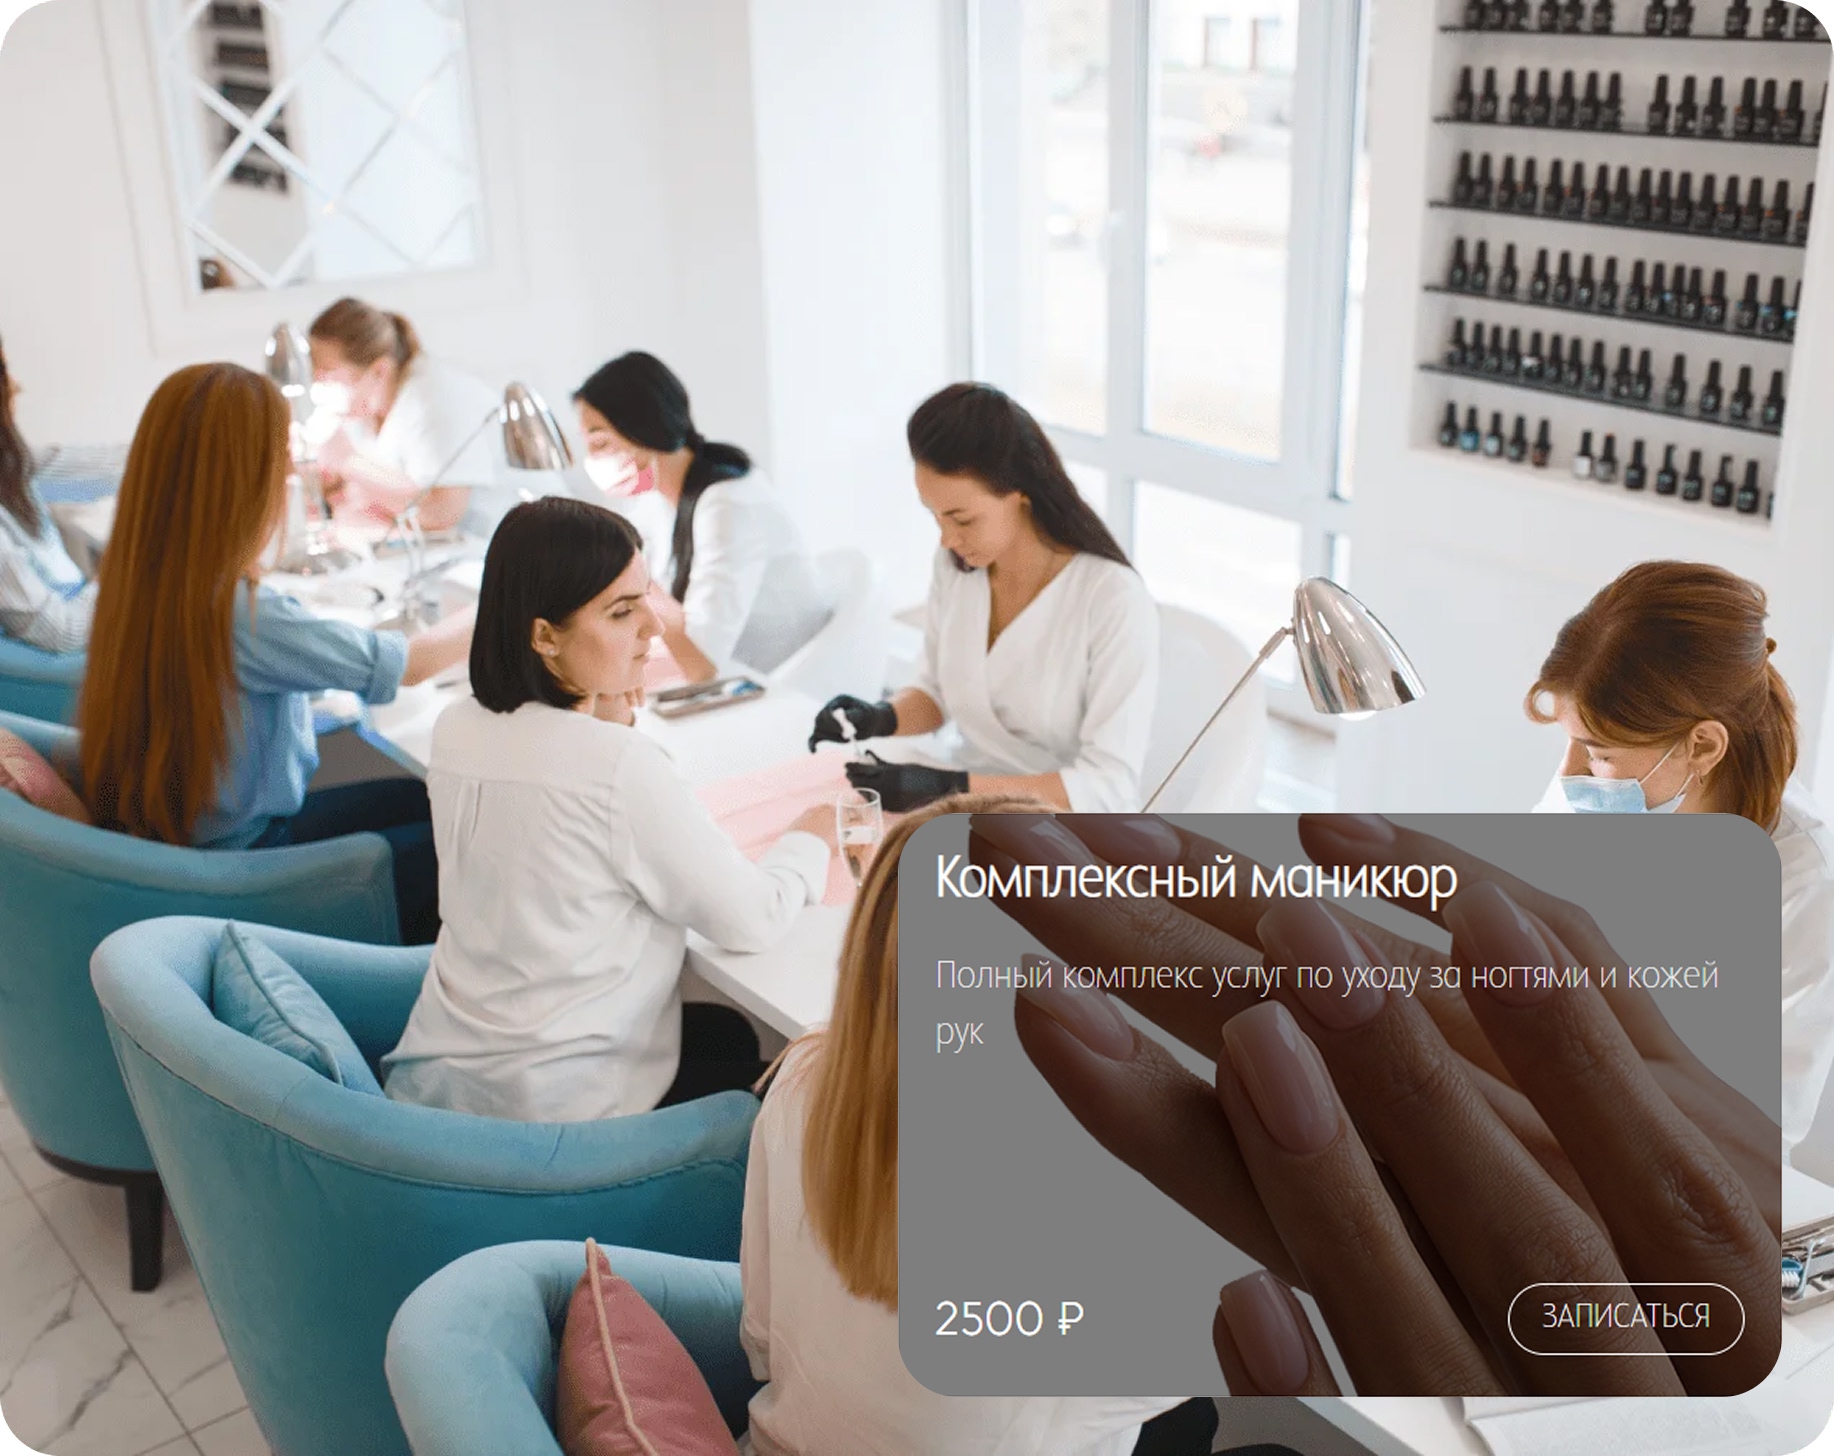 Комплексный маникюр
Полный комплекс услуг по уходу за ногтями и кожей
рук
2500 ₽
ЗАПИСАТЬСЯ